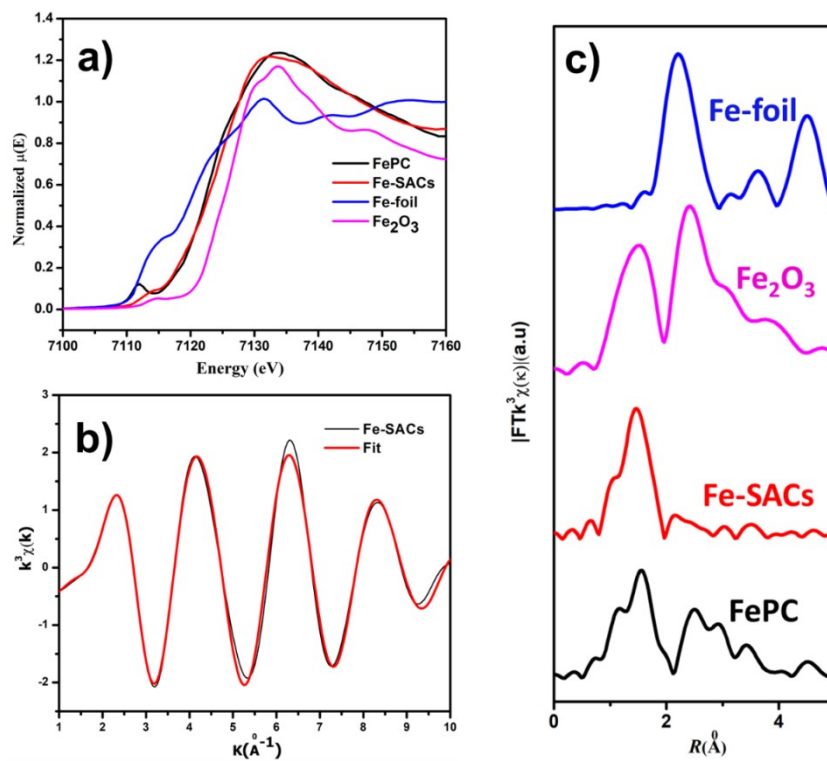 a)
1.4
1.2
1.0
0.8
0.6
0.4
0.2
0.0
Normalized μ(E)
FePC
Fe-SACs
Fe-foil
Fe2O3
7100 7110 7120 7130 7140 7150 7160
Energy (eV)
b)
3
2
1
0
-1
-2
k³χ(k)
Fe-SACs
Fit
1 2 3 4 5 6 7 8 9 10
K(A⁰-1)
c)
Fe-foil
Fe2O3
Fe-SACs
FePC
|FTk³χ(κ)|(a.u)
0 2 4
R(Å)